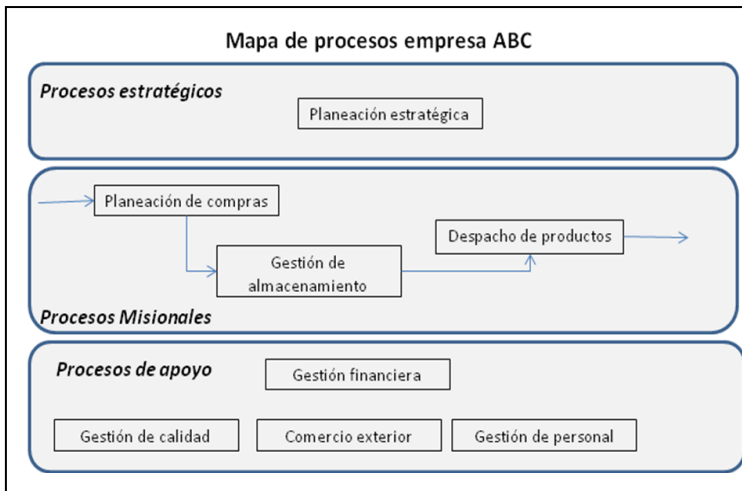 Mapa de procesos empresa ABC
Procesos estratégicos
Planeación estratégica
Planeación de compras
Despacho de productos
Gestión de
almacenamiento
Procesos Misionales
Procesos de apoyo
Gestión financiera
Gestión de calidad
Comercio exterior
Gestión de personal